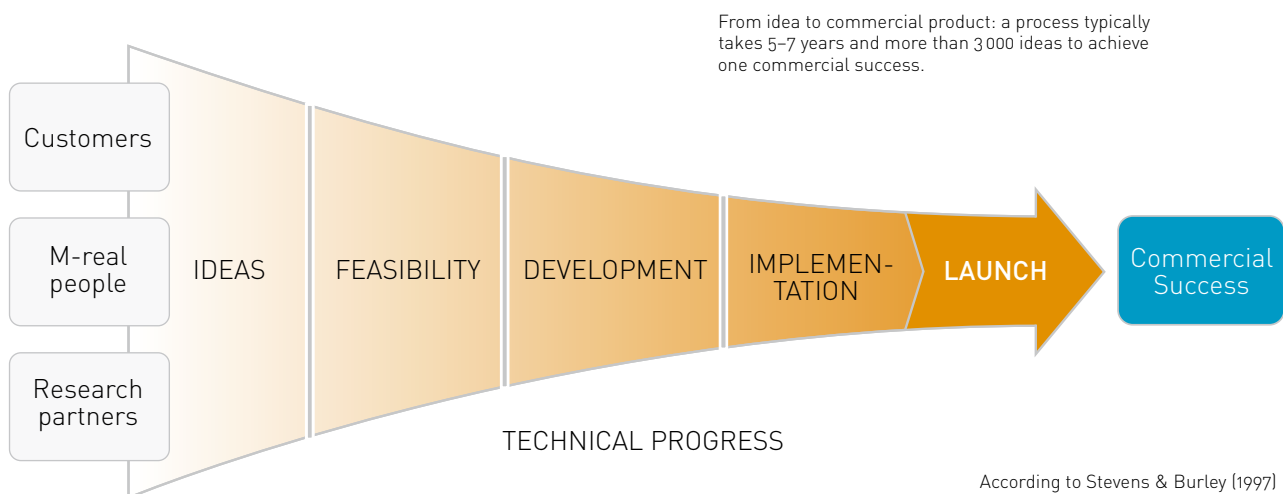 From idea to commercial product: a process typically
takes 5–7 years and more than 3 000 ideas to achieve
one commercial success.
Customers
M-real
people
Research
partners
IDEAS
FEASIBILITY
DEVELOPMENT
IMPLEMEN-
TATION
LAUNCH
Commercial
Success
TECHNICAL PROGRESS
According to Stevens & Burley (1997)